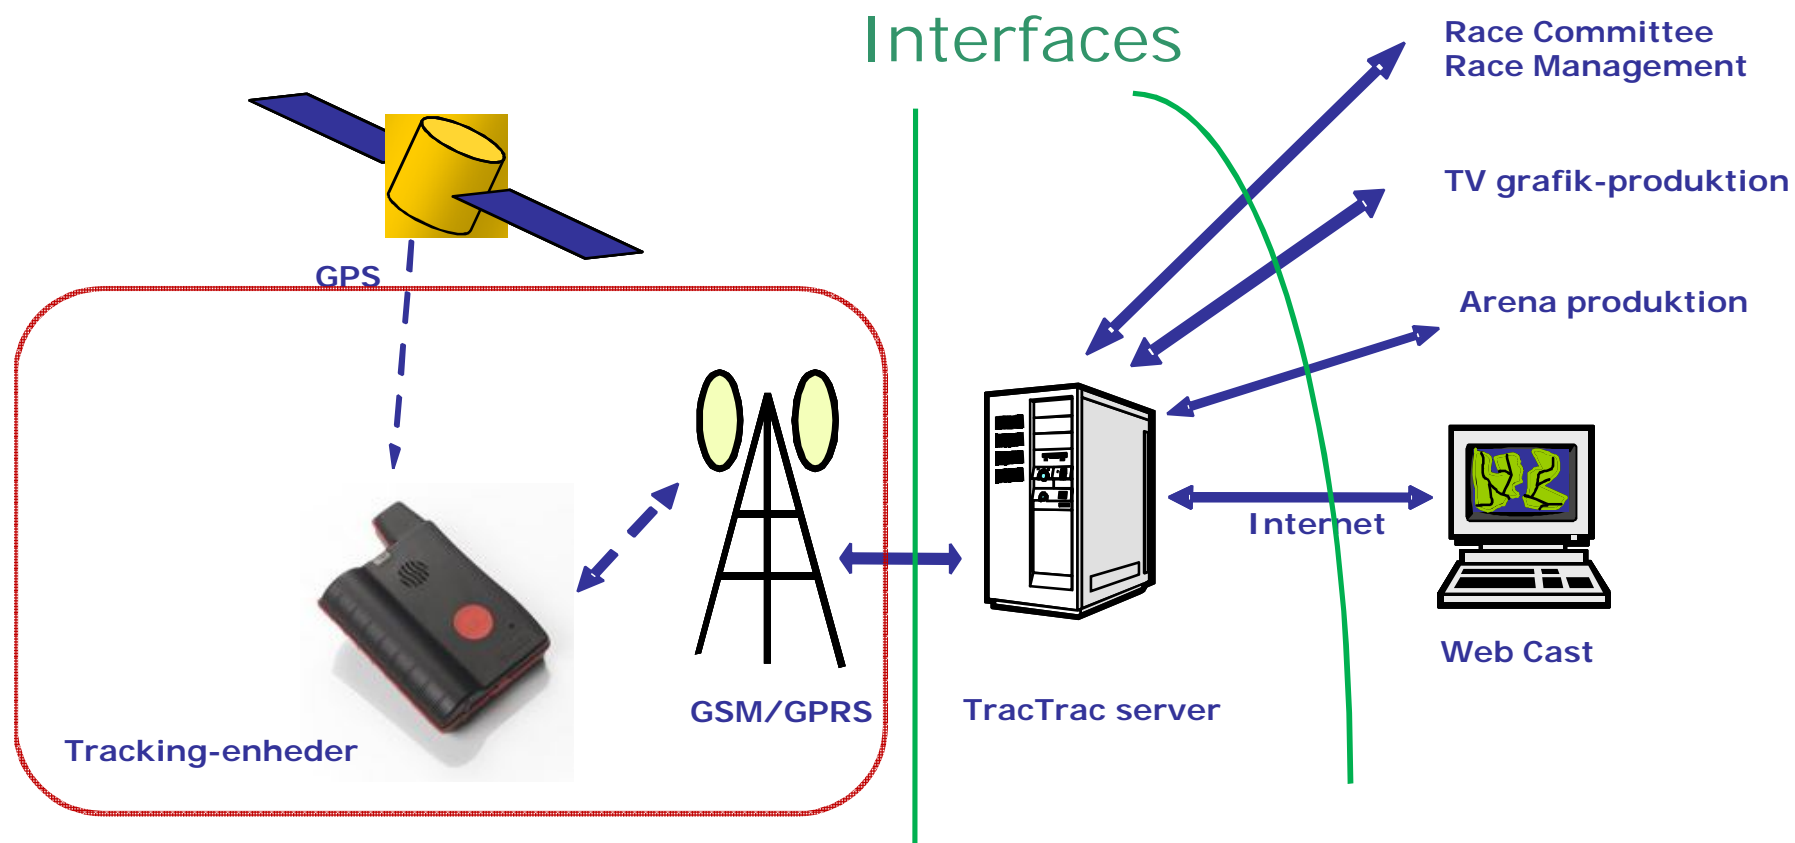 Interfaces
Race Committee
Race Management
TV grafik-produktion
GPS
Arena produktion
Internet
Web Cast
GSM/GPRS
TracTrac server
Tracking-enheder